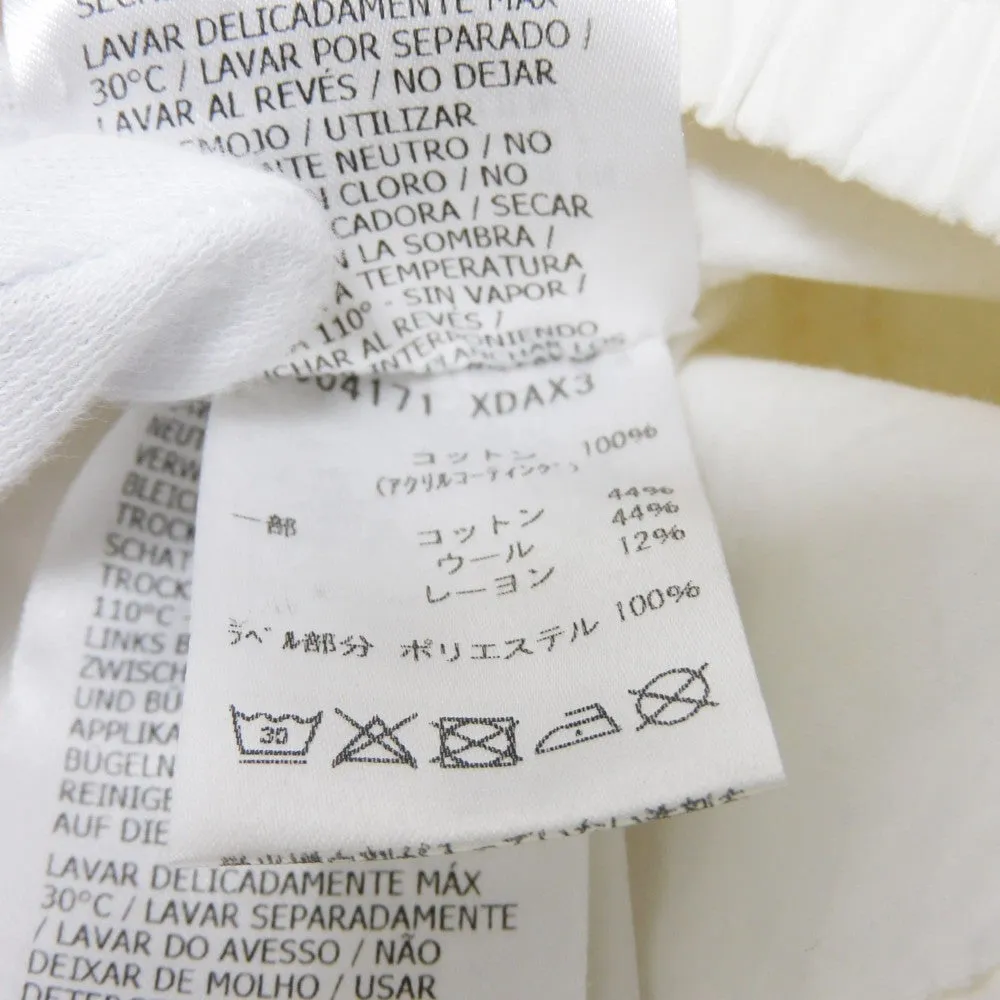 LAVAR DELICADAMENTE MÁX
30°C / LAVAR POR SEPARADO /
LAVAR AL REVÉS / NO DEJAR
/ UTILIZAR
NEUTRO / NO
CLORO / NO
/ SECAR
LA SOMBRA /
A TEMPERATURA
110° - SIN VAPOR /
AL REVÉS /
INTERPONIENDO
04171 XDAX3
コットン 100%
(アクリルコーティング)
44%
一部 コットン 44%
ウール 12%
レーヨン
ラベル部分 ポリエステル 100%
30
NEUT
VERW
BLEIC
TROCK
SCHAT
TROCK
110°C -
LINKS B
ZWISCH
UND BÜ
APPLIKA
BÜGELN
REINIGE
AUF DIE
LAVAR DELICADAMENTE MÁX
30°C / LAVAR SEPARADAMENTE
/ LAVAR DO AVESSO / NÃO
DEIXAR DE MOLHO / USAR